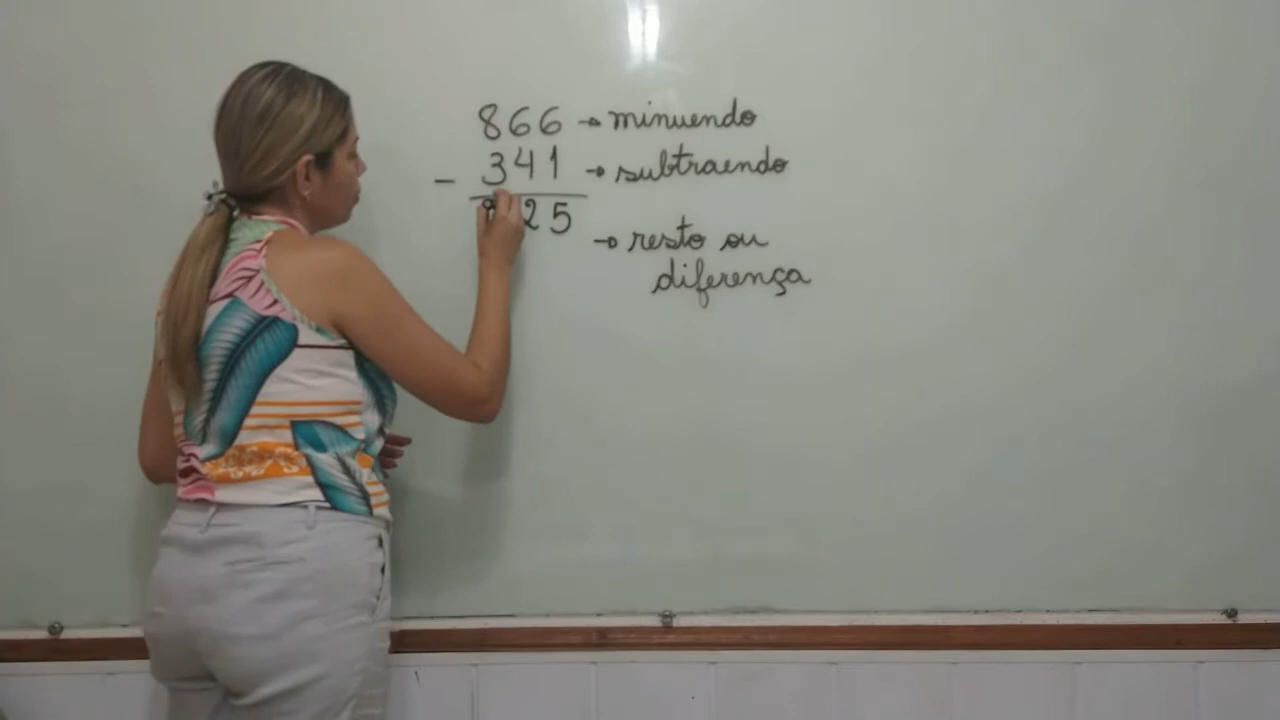 866 → minuendo
- 341 → subtraendo
25
→ resto ou
diferença